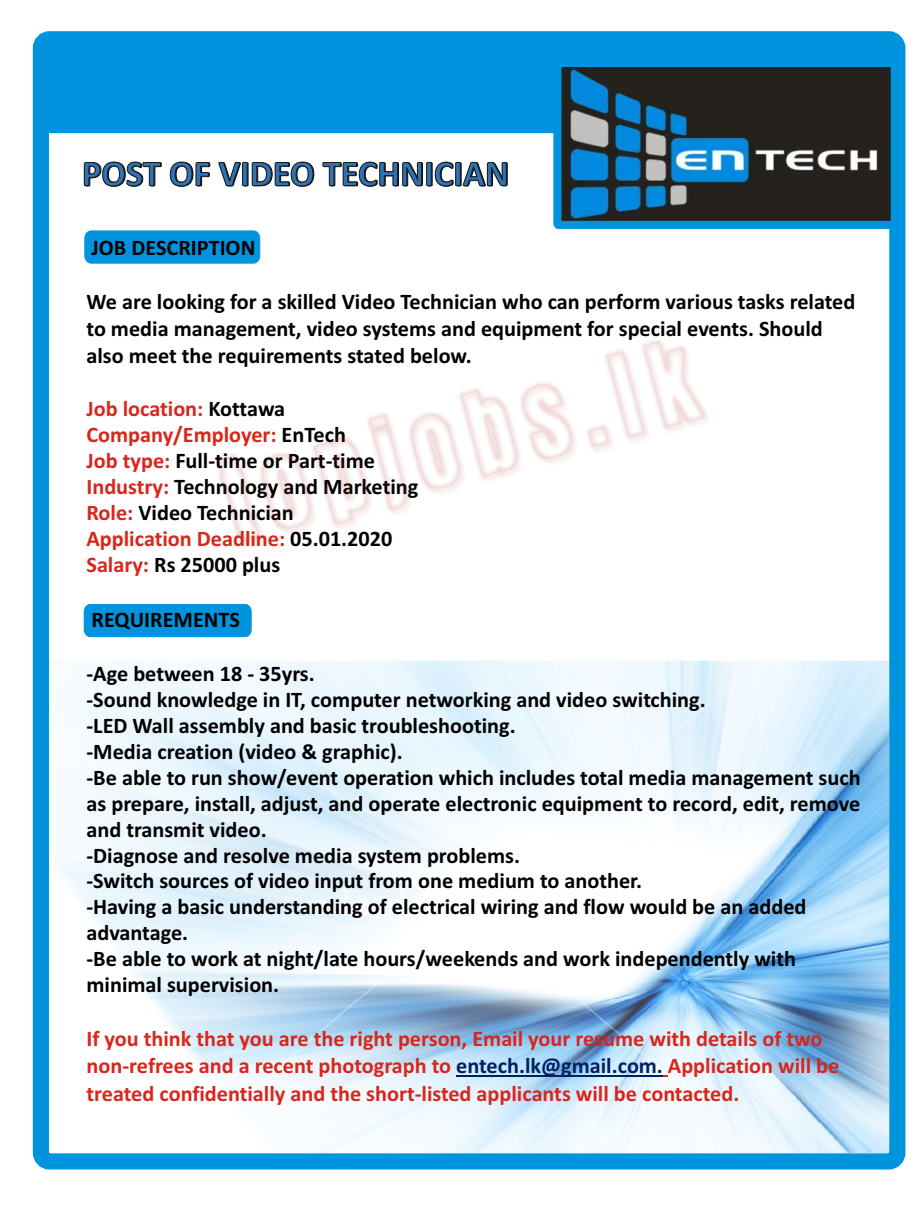 en TECH
POST OF VIDEO TECHNICIAN
JOB DESCRIPTION
We are looking for a skilled Video Technician who can perform various tasks related
to media management, video systems and equipment for special events. Should
also meet the requirements stated below.
topjobs.lk
Job location: Kottawa
Company/Employer: EnTech
Job type: Full-time or Part-time
Industry: Technology and Marketing
Role: Video Technician
Application Deadline: 05.01.2020
Salary: Rs 25000 plus
REQUIREMENTS
-Age between 18 - 35yrs.
-Sound knowledge in IT, computer networking and video switching.
-LED Wall assembly and basic troubleshooting.
-Media creation (video & graphic).
-Be able to run show/event operation which includes total media management such
as prepare, install, adjust, and operate electronic equipment to record, edit, remove
and transmit video.
-Diagnose and resolve media system problems.
-Switch sources of video input from one medium to another.
-Having a basic understanding of electrical wiring and flow would be an added
advantage.
-Be able to work at night/late hours/weekends and work independently with
minimal supervision.
If you think that you are the right person, Email your resume with details of two
non-refrees and a recent photograph to entech.lk@gmail.com. Application will be
treated confidentially and the short-listed applicants will be contacted.